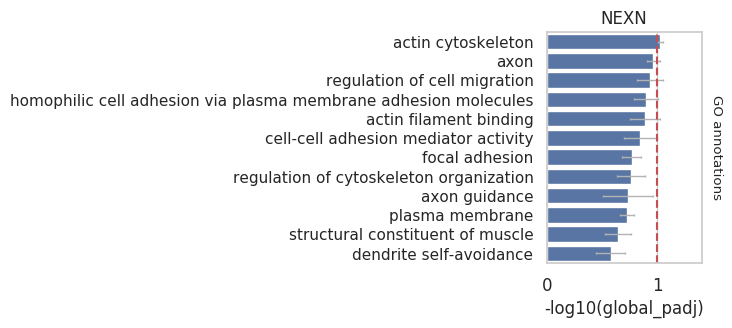 NEXN
actin cytoskeleton
axon
regulation of cell migration
homophilic cell adhesion via plasma membrane adhesion molecules
actin filament binding
cell-cell adhesion mediator activity
focal adhesion
regulation of cytoskeleton organization
axon guidance
plasma membrane
structural constituent of muscle
dendrite self-avoidance
GO annotations
0 1
-log10(global_padj)